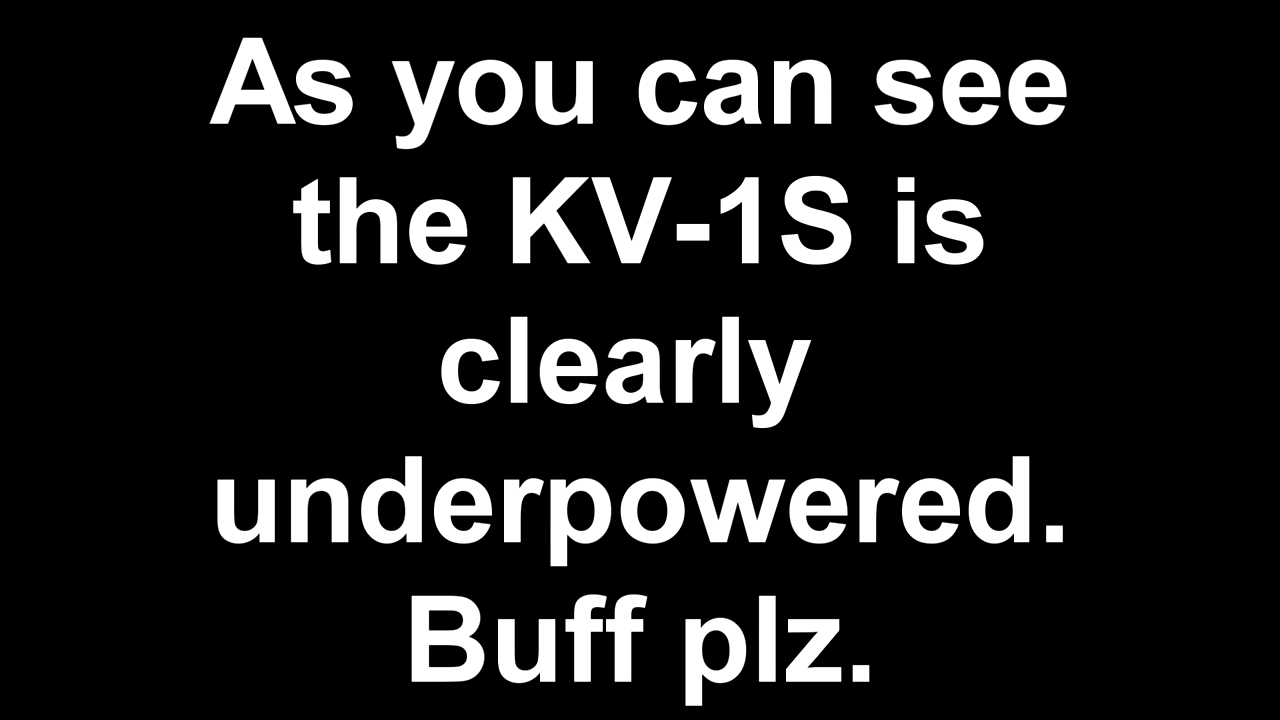 As you can see
the KV-1S is
clearly
underpowered.
Buff plz.